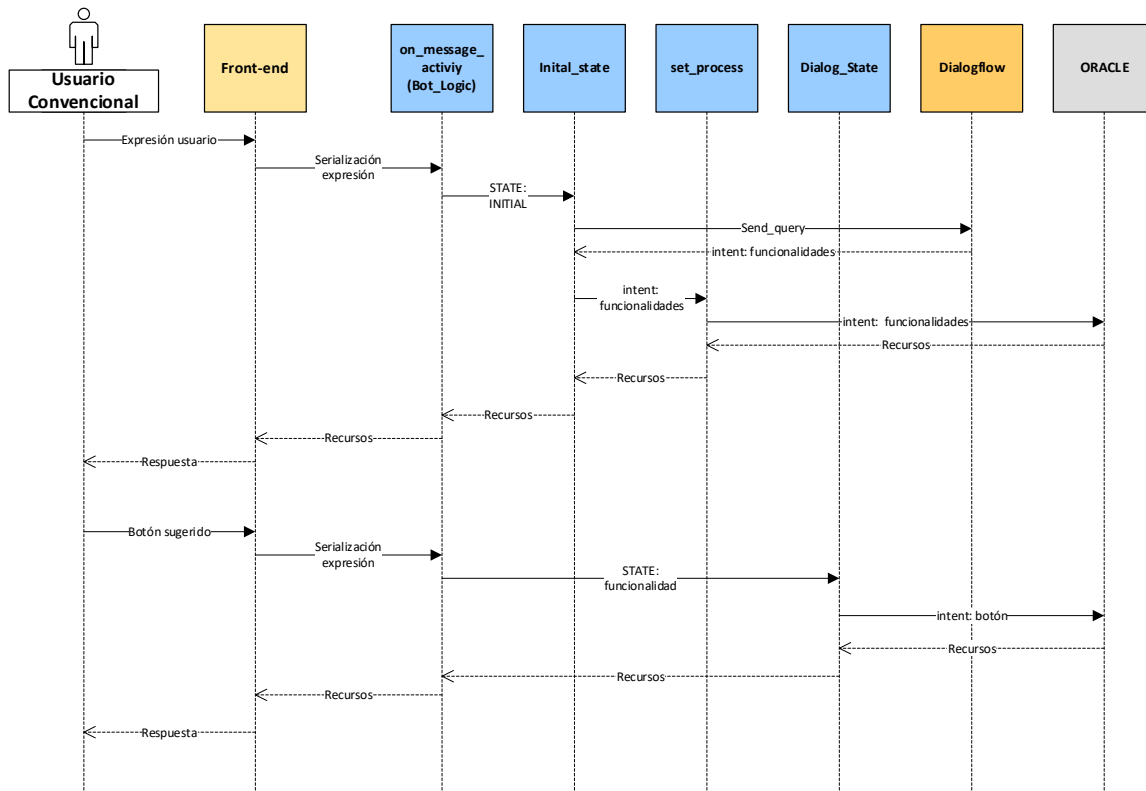 Usuario
Convencional
Front-end
on_message_
activiy
(Bot_Logic)
Inital_state
set_process
Dialog_State
Dialogflow
ORACLE
Expresión usuario
Serialización
expresión
STATE:
INITIAL
Send_query
intent: funcionalidades
intent:
funcionalidades
intent: funcionalidades
Recursos
Recursos
Recursos
Recursos
Respuesta
Botón sugerido
Serialización
expresión
STATE:
funcionalidad
intent: botón
Recursos
Recursos
Recursos
Respuesta